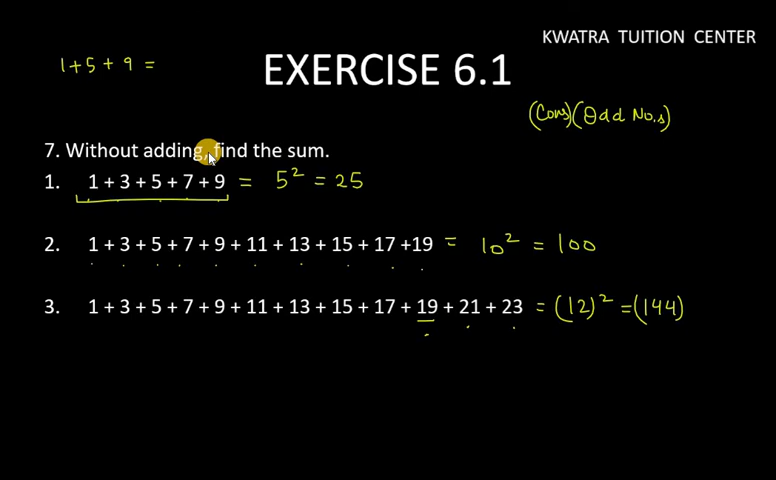 KWATRA TUITION CENTER
1+5+9=
EXERCISE 6.1
(Cons)(Odd No.s)
7. Without adding, find the sum.
1. 1 + 3 + 5 + 7 + 9 = 5² = 25
2. 1 + 3 + 5 + 7 + 9 + 11 + 13 + 15 + 17 +19 = 10² = 100
3. 1 + 3 + 5 + 7 + 9 + 11 + 13 + 15 + 17 + 19 + 21 + 23 = (12)² = (144)